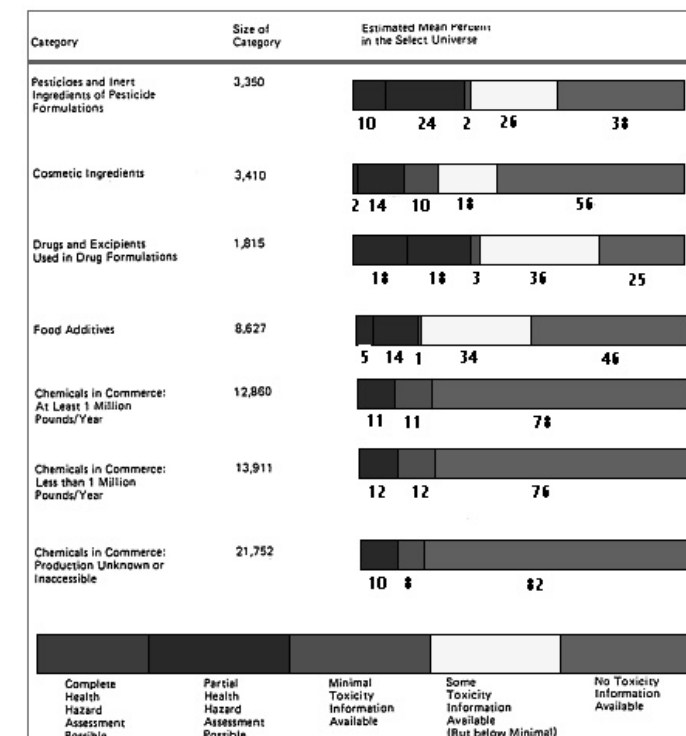 Category
Size of
Category
Estimated Mean Percent
in the Select Universe
Pesticides and Inert
Ingredients of Pesticide
Formulations
3,350
10 24 2 26 38
Cosmetic Ingredients
3,410
2 14 10 18 56
Drugs and Excipients
Used in Drug Formulations
1,815
18 18 3 36 25
Food Additives
8,627
5 14 1 34 46
Chemicals in Commerce:
At Least 1 Million
Pounds/Year
12,860
11 11 78
Chemicals in Commerce:
Less than 1 Million
Pounds/Year
13,911
12 12 76
Chemicals in Commerce:
Production Unknown or
Inaccessible
21,752
10 8 82
Complete
Health
Hazard
Assessment
Possible
Partial
Health
Hazard
Assessment
Possible
Minimal
Toxicity
Information
Available
Some
Toxicity
Information
Available
(But below Minimal)
No Toxicity
Information
Available